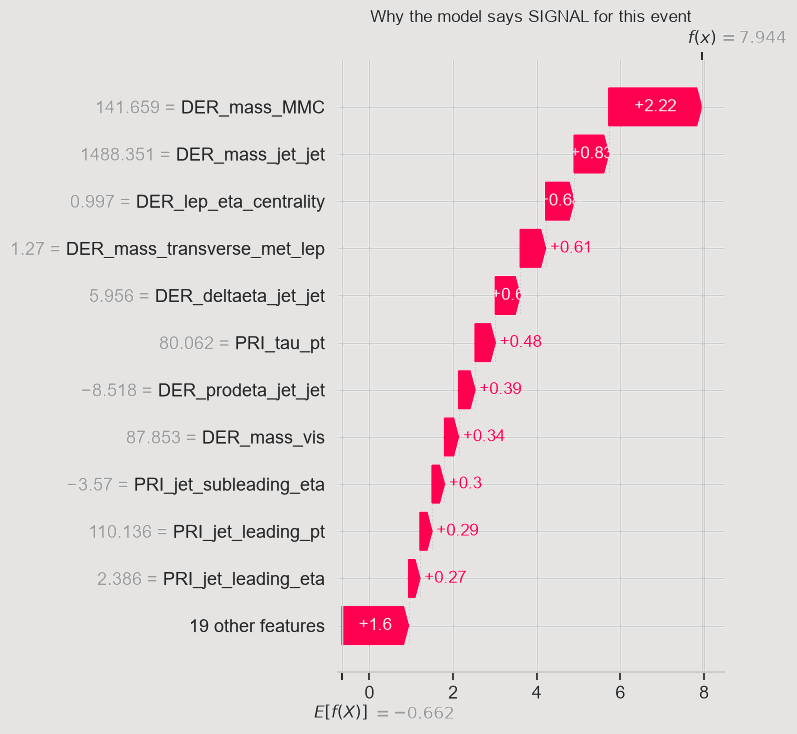 Why the model says SIGNAL for this event
f(x) = 7.944
141.659 = DER_mass_MMC
+2.22
1488.351 = DER_mass_jet_jet
+0.83
0.997 = DER_lep_eta_centrality
1.27 = DER_mass_transverse_met_lep
+0.61
5.956 = DER_deltaeta_jet_jet
+0.6
80.062 = PRI_tau_pt
+0.48
−8.518 = DER_prodeta_jet_jet
+0.39
87.853 = DER_mass_vis
+0.34
−3.57 = PRI_jet_subleading_eta
+0.3
110.136 = PRI_jet_leading_pt
+0.29
2.386 = PRI_jet_leading_eta
+0.27
19 other features
+1.6
0 2 4 6 8
E[f(X)] = −0.662